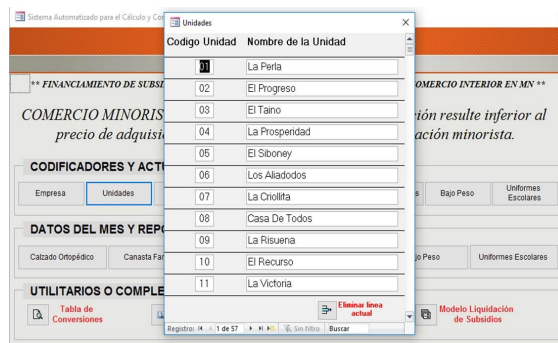 Sistema Automatizado para el Cálculo y Con
Unidades
Codigo Unidad Nombre de la Unidad
01 La Perla
02 El Progreso
03 El Taino
04 La Prosperidad
05 El Siboney
06 Los Aliadodos
07 La Criollita
08 Casa De Todos
09 La Risuena
10 El Recurso
11 La Victoria
Eliminar linea
actual
Registro: 1 de 57 Sin filtro Buscar
** FINANCIAMIENTO DE SUBSI OMERCIO INTERIOR EN MN **
COMERCIO MINORIS ión resulte inferior al
precio de adquisi ación minorista.
CODIFICADORES Y ACT
Empresa Unidades s Bajo Peso Uniformes
Escolares
DATOS DEL MES Y REP
Calzado Ortopédico Canasta Fa jo Peso Uniformes Escolares
UTILITARIOS O COMPLE
Tabla de
Conversiones
Modelo Liquidación
de Subsidios